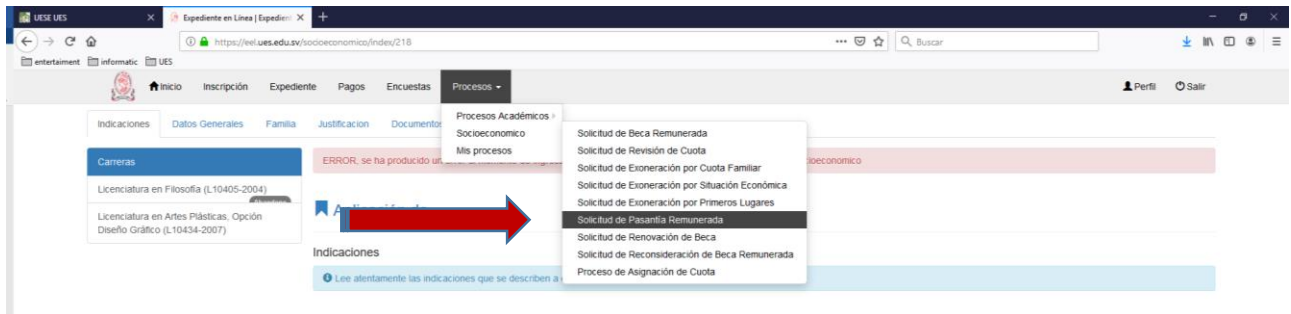 UESE UES
Expediente en Línea | Expedien
https://eel.ues.edu.sv/socioeconomico/index/218
Buscar
entertaiment informatic UES
Inicio Inscripción Expediente Pagos Encuestas Procesos
Perfil Salir
Indicaciones Datos Generales Familia Justificacion Documentos
Procesos Académicos
Socioeconomico
Mis procesos
Solicitud de Beca Remunerada
Solicitud de Revisión de Cuota
Solicitud de Exoneración por Cuota Familiar
Solicitud de Exoneración por Situación Económica
Solicitud de Exoneración por Primeros Lugares
Solicitud de Pasantía Remunerada
Solicitud de Renovación de Beca
Solicitud de Reconsideración de Beca Remunerada
Proceso de Asignación de Cuota
Carreras
Licenciatura en Filosofía (L10405-2004)
Licenciatura en Artes Plásticas, Opción
Diseño Gráfico (L10434-2007)
ERROR, se ha producido un
Indicaciones
Lee atentamente las indicaciones que se describen a